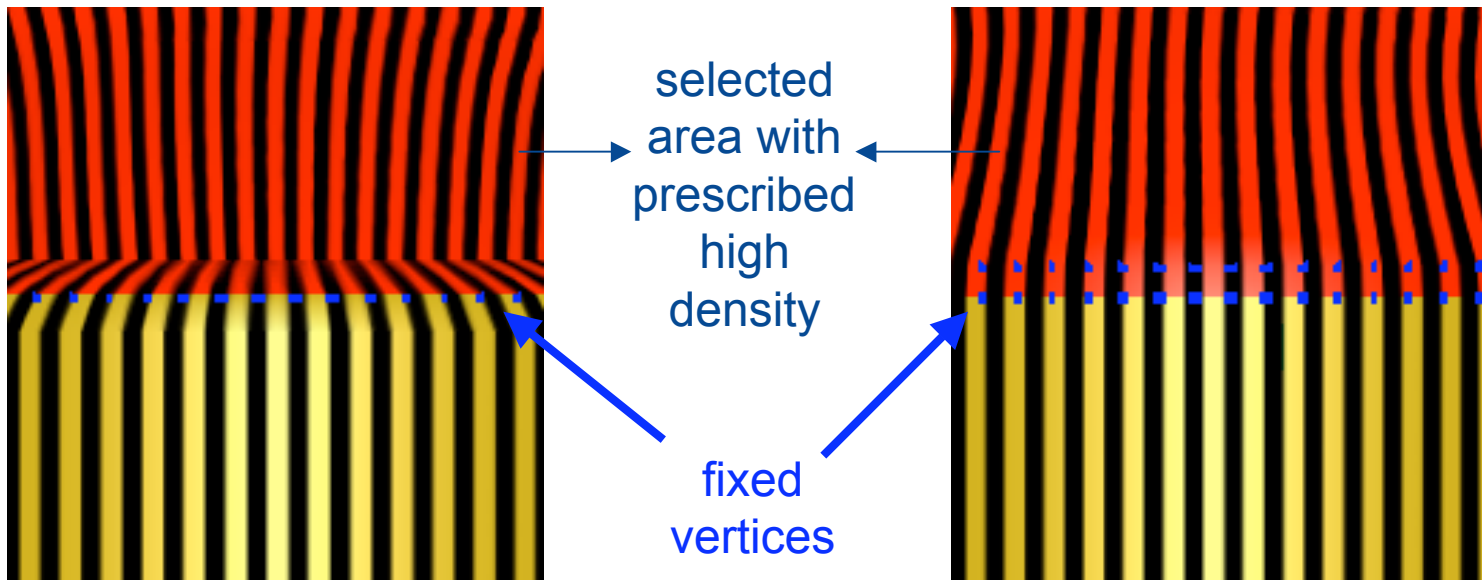 selected
area with
prescribed
high
density
fixed
vertices